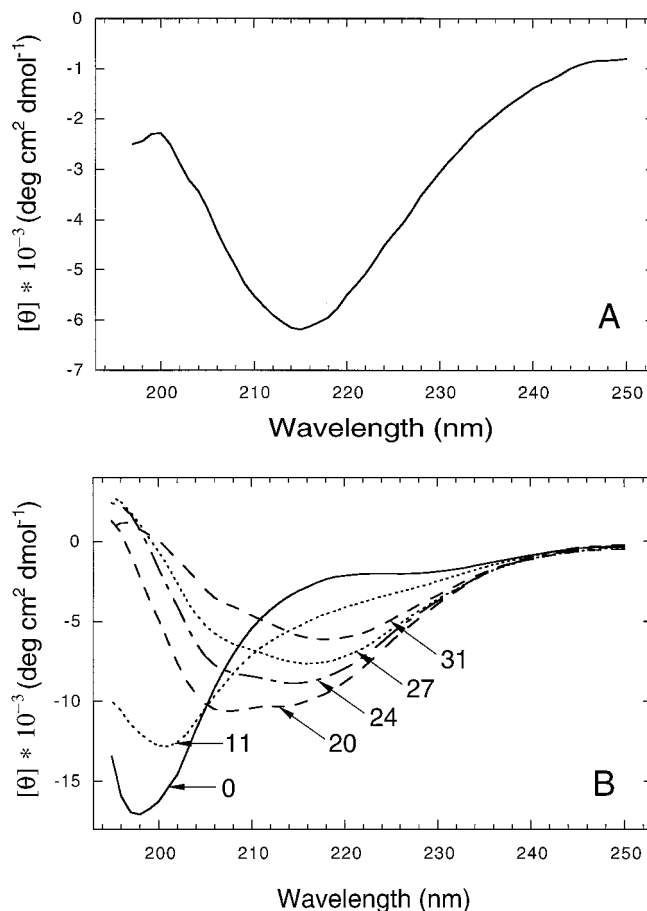 0
-1
-2
-3
-4
-5
-6
-7
[θ] * 10⁻³ (deg cm² dmol⁻¹)
A
200 210 220 230 240 250
Wavelength (nm)
0
-5
-10
-15
[θ] * 10⁻³ (deg cm² dmol⁻¹)
31
27
24
20
11
0
B
200 210 220 230 240 250
Wavelength (nm)